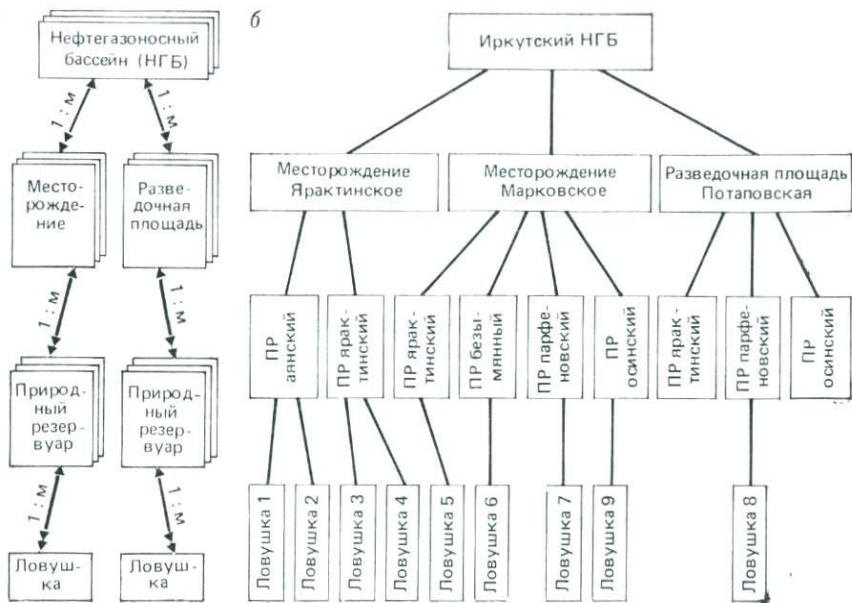 Нефтегазоносный
бассейн (НГБ)
1 : м
1 : м
Место-
рожде-
ние
Разве-
дочная
площадь
1 : м
1 : м
Природ-
ный
резер-
вуар
Природ-
ный
резер-
вуар
1 : м
1 : м
Ловуш-
ка
Ловуш-
ка
б
Иркутский НГБ
Месторождение
Ярактинское
Месторождение
Марковское
Разведочная площадь
Потаповская
ПР
аянский
ПР ярак-
тинский
ПР ярак-
тинский
ПР безы-
мянный
ПР парфе-
новский
ПР
осинский
ПР ярак-
тинский
ПР парфе-
новский
ПР
осинский
Ловушка 1
Ловушка 2
Ловушка 3
Ловушка 4
Ловушка 5
Ловушка 6
Ловушка 7
Ловушка 9
Ловушка 8